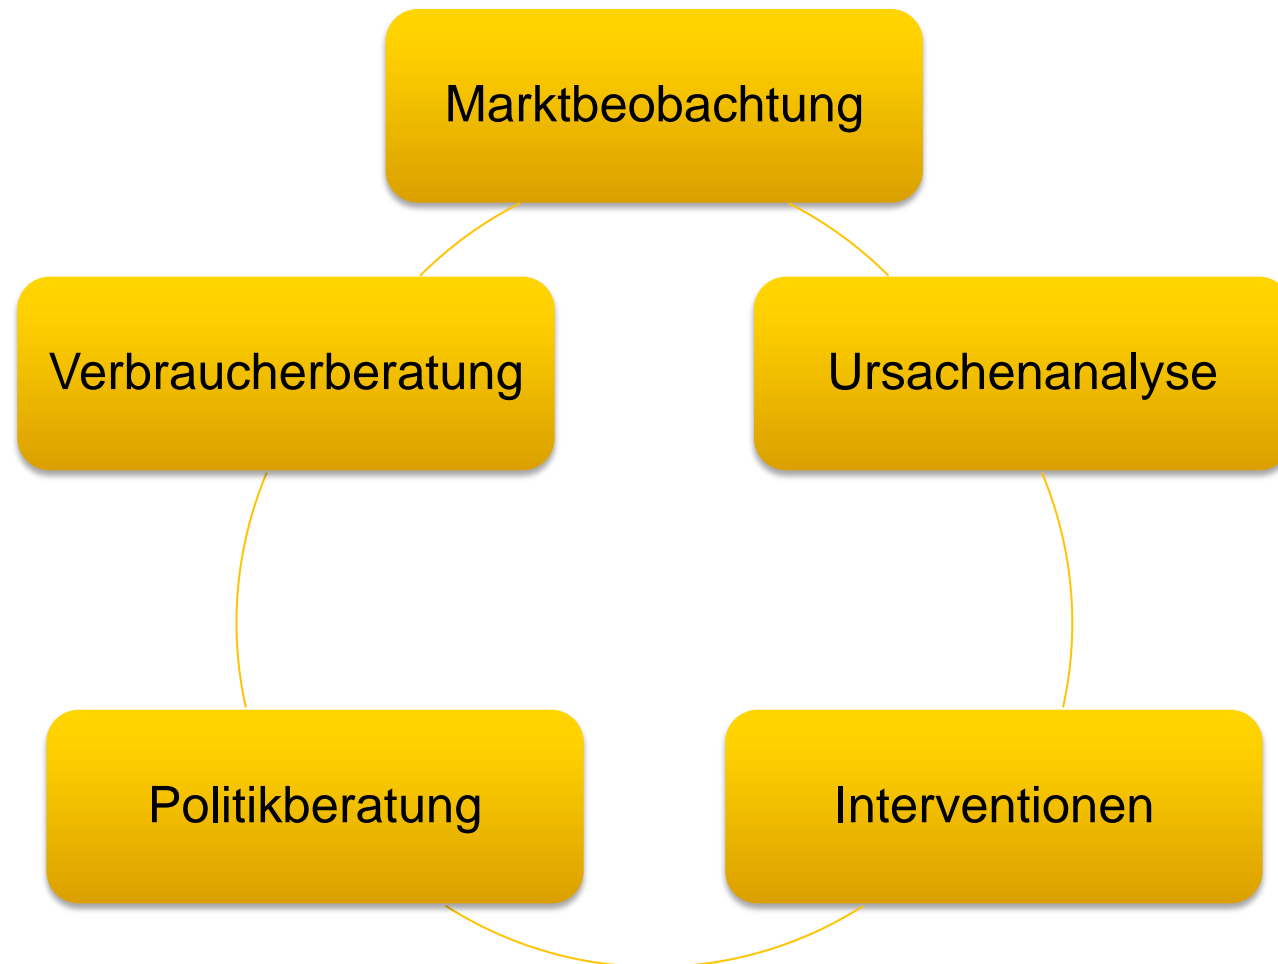 Marktbeobachtung
Verbraucherberatung
Ursachenanalyse
Politikberatung
Interventionen